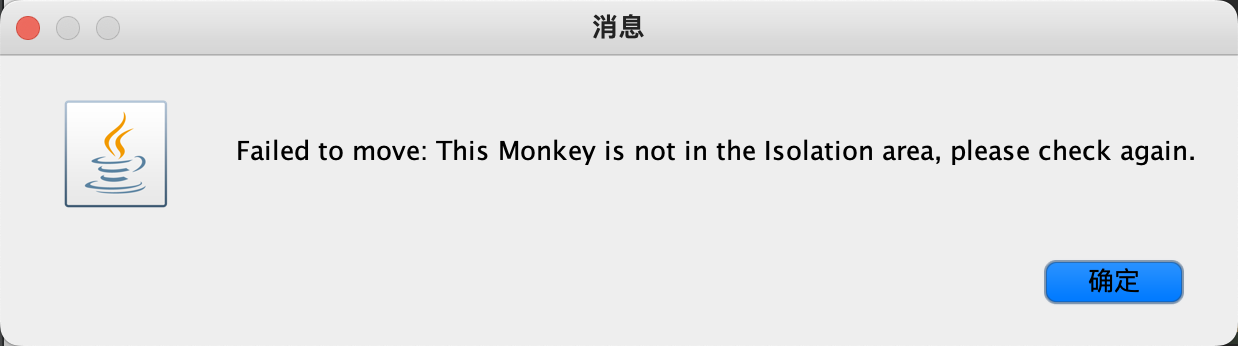 消息
Failed to move: This Monkey is not in the Isolation area, please check again.
确定